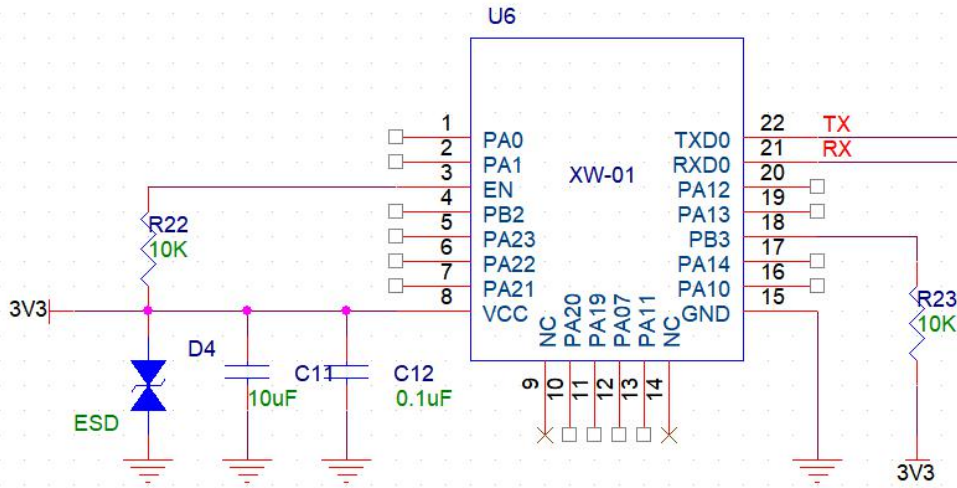 U6
XW-01
1 PA0
2 PA1
3 EN
4 PB2
5 PA23
6 PA22
7 PA21
8 VCC
22 TXD0 TX
21 RXD0 RX
20 PA12
19 PA13
18 PB3
17 PA14
16 PA10
15 GND
9 NC
10 PA20
11 PA19
12 PA07
13 PA11
14 NC
R22
10K
3V3
D4
ESD
C11
10uF
C12
0.1uF
R23
10K
3V3